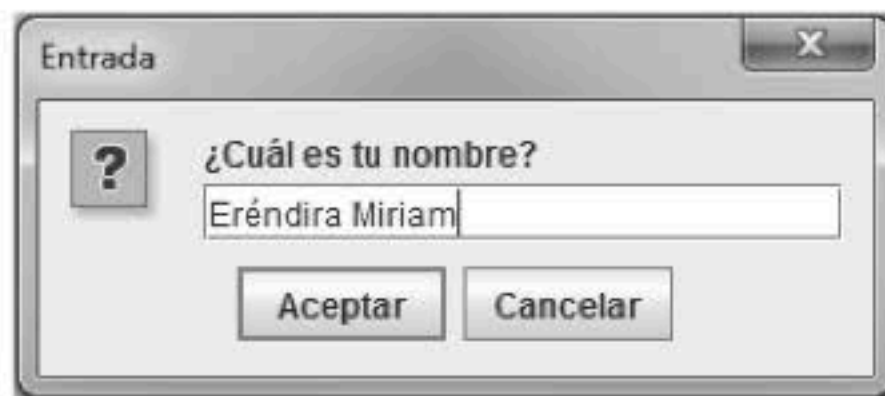 Entrada
X
?
¿Cuál es tu nombre?
Eréndira Miriam
Aceptar Cancelar